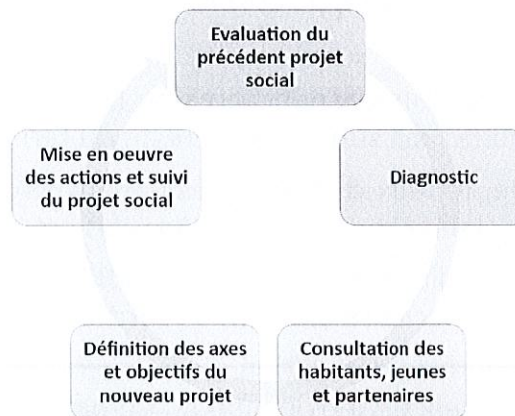 Evaluation du
précédent projet
social
Diagnostic
Consultation des
habitants, jeunes
et partenaires
Définition des axes
et objectifs du
nouveau projet
Mise en oeuvre
des actions et suivi
du projet social